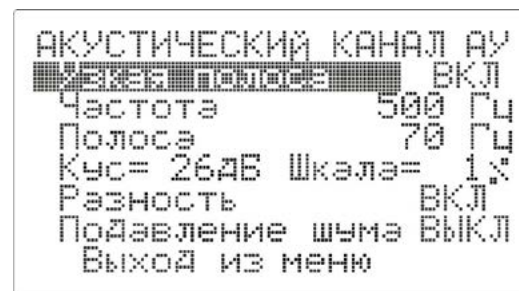 АКУСТИЧЕСКИЙ КАНАЛ АУ
Узкая полоса ВКЛ
Частота 500 Гц
Полоса 70 Гц
Кус= 26дБ Шкала= 1%
Разность ВКЛ
Подавление шума ВЫКЛ
Выход из меню